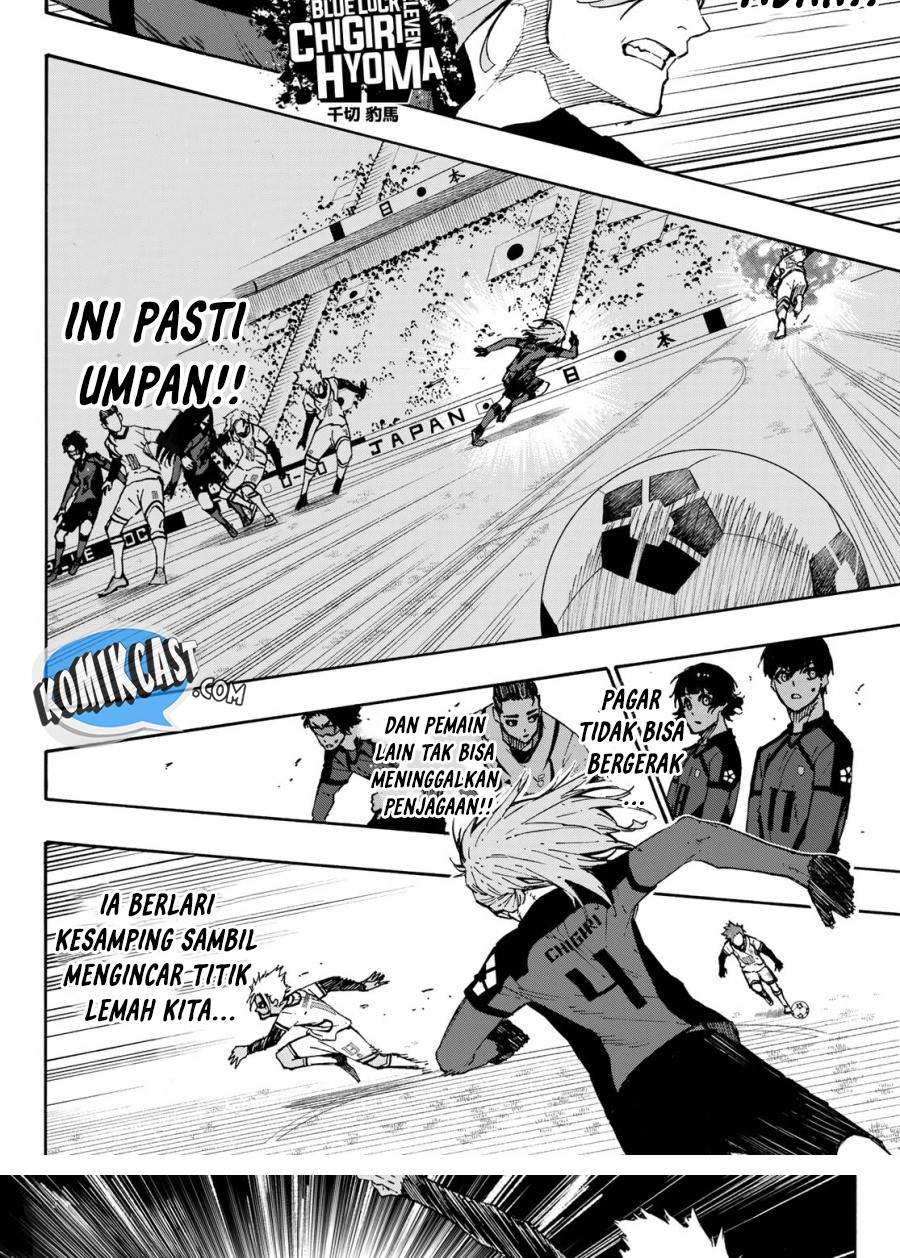 BLUE LOCK
ELEVEN
CHIGIRI
HYOMA
千切 豹馬
日本
INI PASTI
UMPAN!!
JAPAN
日本
KOMIKCAST
.COM
PAGAR
TIDAK BISA
BERGERAK
...
DAN PEMAIN
LAIN TAK BISA
MENINGGALKAN
PENJAGAAN!!
11
IA BERLARI
KESAMPING SAMBIL
MENGINCAR TITIK
LEMAH KITA...
CHIGIRI
4